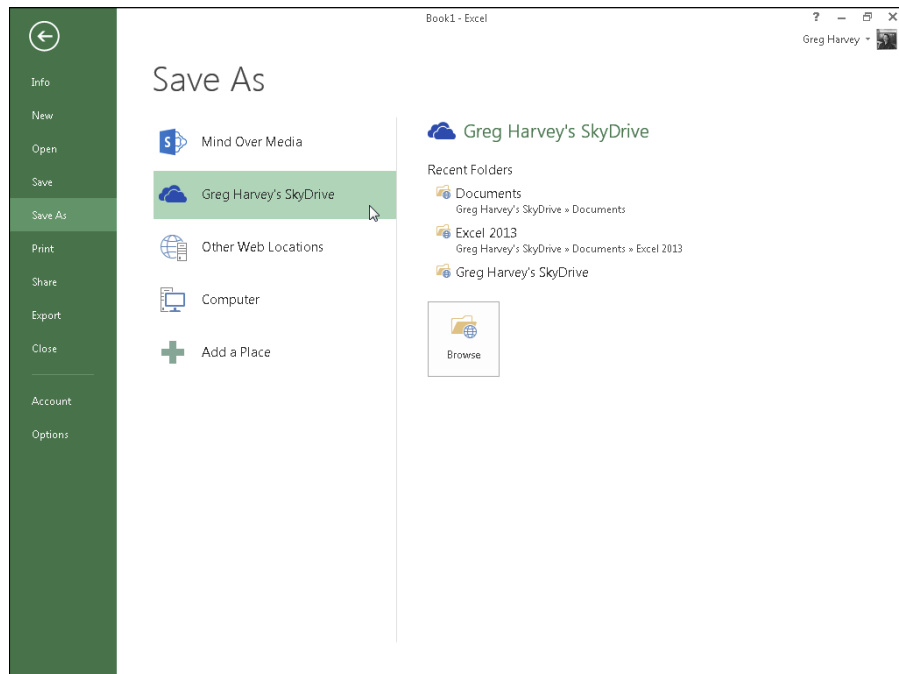 Book1 - Excel
?
Greg Harvey
Info
New
Open
Save
Save As
Print
Share
Export
Close
Account
Options
Save As
S
Mind Over Media
Greg Harvey's SkyDrive
Other Web Locations
Computer
Add a Place
Greg Harvey's SkyDrive
Recent Folders
Documents
Greg Harvey's SkyDrive » Documents
Excel 2013
Greg Harvey's SkyDrive » Documents » Excel 2013
Greg Harvey's SkyDrive
Browse